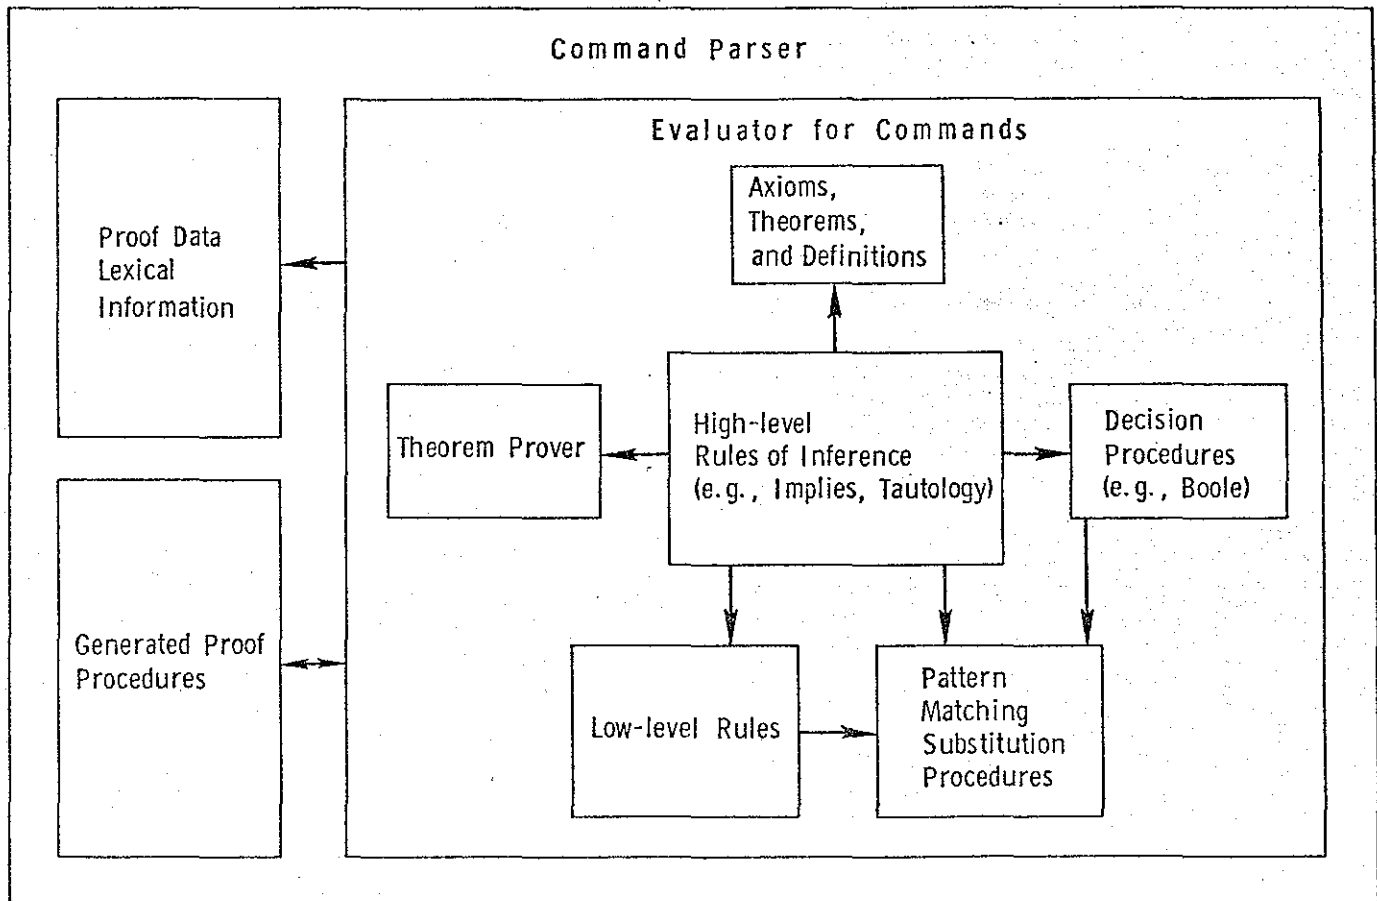 Command Parser
Evaluator for Commands
Axioms,
Theorems,
and Definitions
Proof Data
Lexical
Information
Theorem Prover
High-level
Rules of Inference
(e.g., Implies, Tautology)
Decision
Procedures
(e.g., Boole)
Generated Proof
Procedures
Low-level Rules
Pattern
Matching
Substitution
Procedures